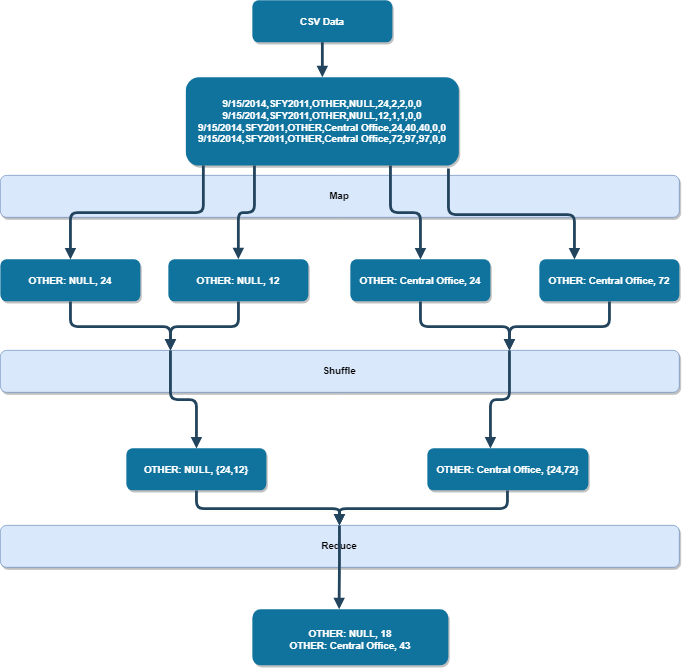 CSV Data
9/15/2014,SFY2011,OTHER,NULL,24,2,2,0,0
9/15/2014,SFY2011,OTHER,NULL,12,1,1,0,0
9/15/2014,SFY2011,OTHER,Central Office,24,40,40,0,0
9/15/2014,SFY2011,OTHER,Central Office,72,97,97,0,0
Map
OTHER: NULL, 24
OTHER: NULL, 12
OTHER: Central Office, 24
OTHER: Central Office, 72
Shuffle
OTHER: NULL, {24,12}
OTHER: Central Office, {24,72}
Reduce
OTHER: NULL, 18
OTHER: Central Office, 43